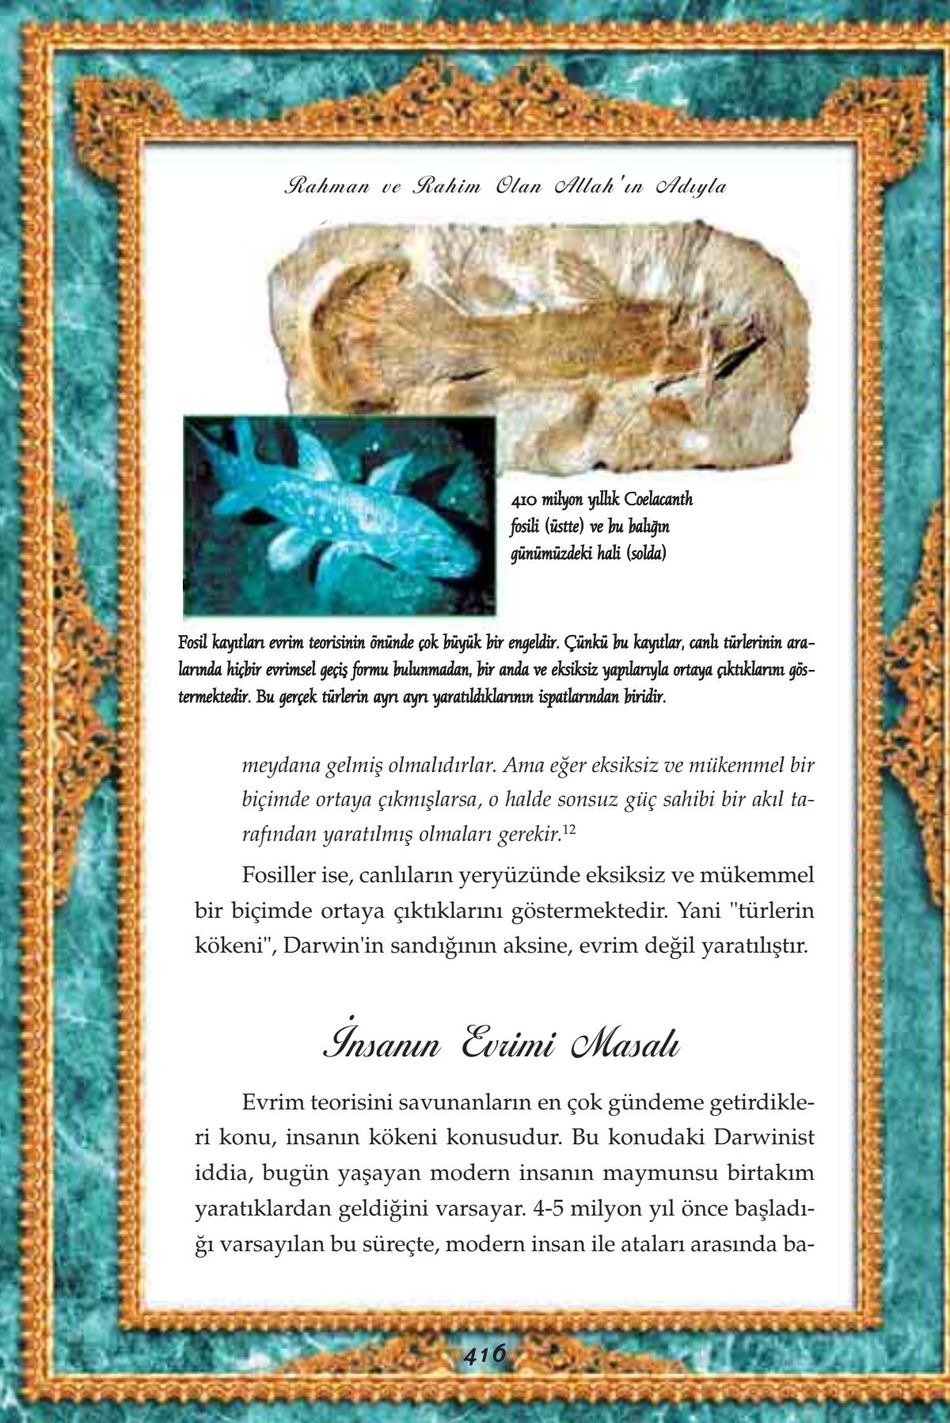 Rahman ve Rahim Olan Allah'ın Adıyla
410 milyon yıllık Coelacanth
fosili (üstte) ve bu balığın
günümüzdeki hali (solda)
Fosil kayıtları evrim teorisinin önünde çok büyük bir engeldir. Çünkü bu kayıtlar, canlı türlerinin ara-
larında hiçbir evrimsel geçiş formu bulunmadan, bir anda ve eksiksiz yapılarıyla ortaya çıktıklarını gös-
termektedir. Bu gerçek türlerin ayrı ayrı yaratıldıklarının ispatlarından biridir.
meydana gelmiş olmalıdırlar. Ama eğer eksiksiz ve mükemmel bir
biçimde ortaya çıkmışlarsa, o halde sonsuz güç sahibi bir akıl ta-
rafından yaratılmış olmaları gerekir.12
Fosiller ise, canlıların yeryüzünde eksiksiz ve mükemmel
bir biçimde ortaya çıktıklarını göstermektedir. Yani "türlerin
kökeni", Darwin'in sandığının aksine, evrim değil yaratılıştır.
İnsanın Evrimi Masalı
Evrim teorisini savunanların en çok gündeme getirdikle-
ri konu, insanın kökeni konusudur. Bu konudaki Darwinist
iddia, bugün yaşayan modern insanın maymunsu birtakım
yaratıklardan geldiğini varsayar. 4-5 milyon yıl önce başladı-
ğı varsayılan bu süreçte, modern insan ile ataları arasında ba-
416